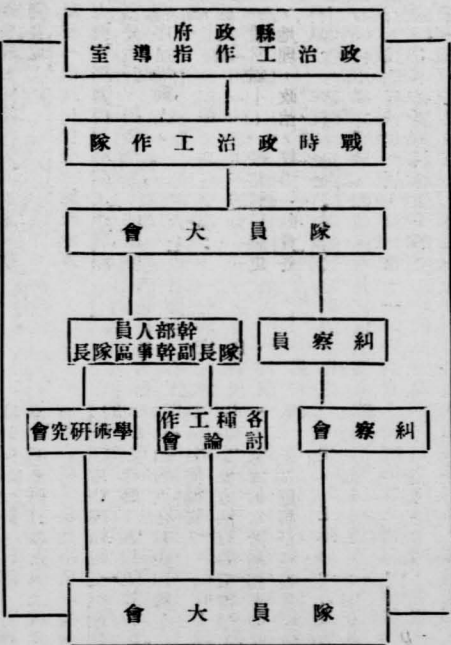 縣政府
政治工作指導室
戰時政治工作隊
隊員大會
糾察員
幹部人員
隊長副幹事區隊長
糾察會
各種工作
討論會
學術研究會
隊員大會